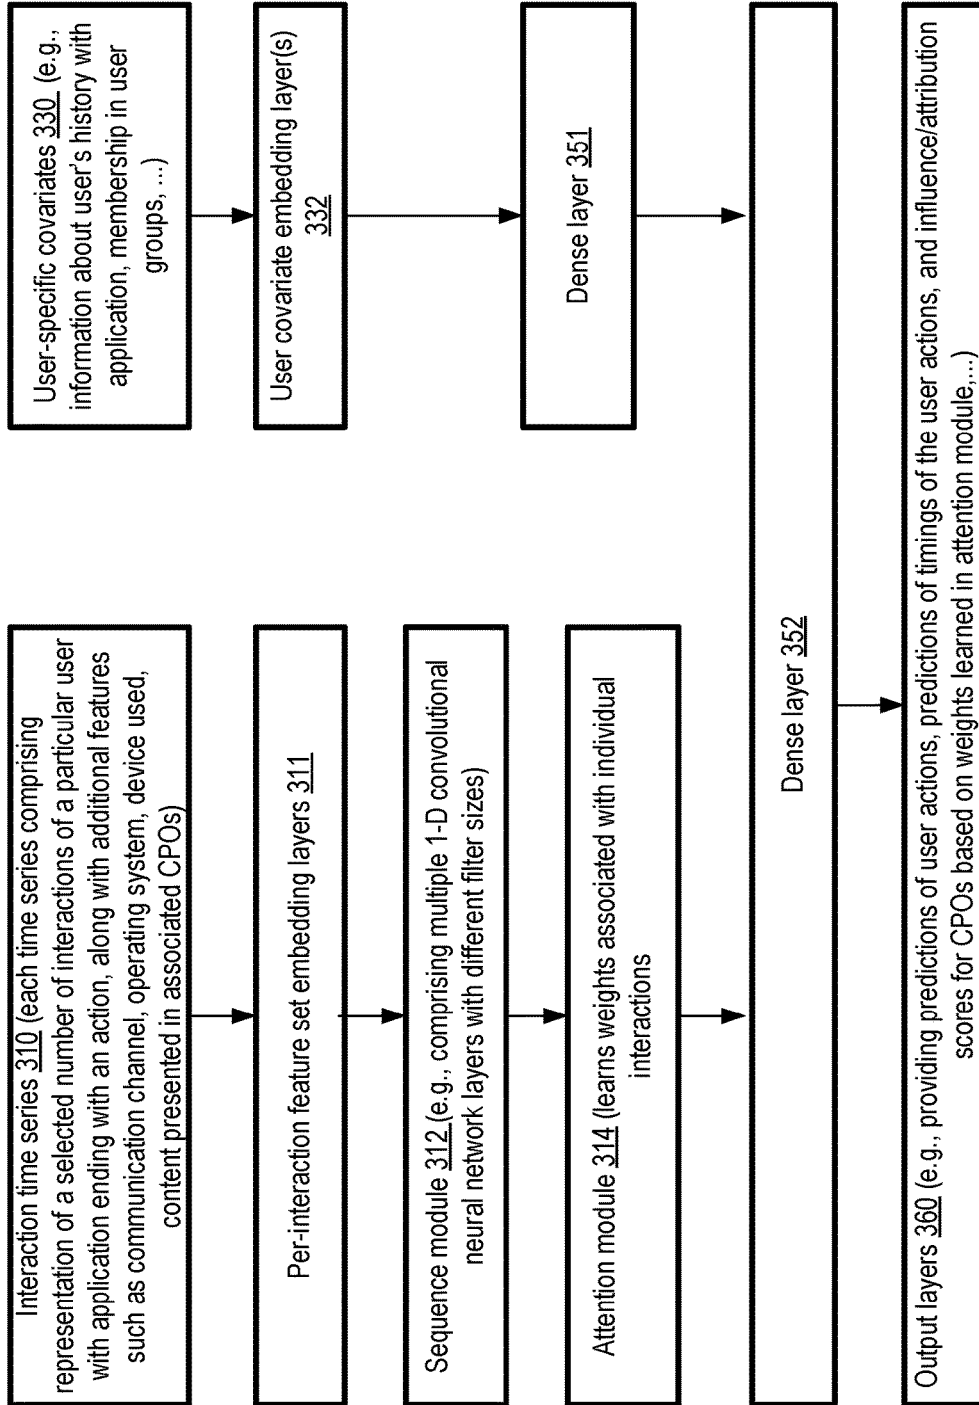 Interaction time series 310 (each time series comprising
representation of a selected number of interactions of a particular user
with application ending with an action, along with additional features
such as communication channel, operating system, device used,
content presented in associated CPOs)
User-specific covariates 330 (e.g.,
information about user's history with
application, membership in user
groups, ...)
Per-interaction feature set embedding layers 311
User covariate embedding layer(s)
332
Sequence module 312 (e.g., comprising multiple 1-D convolutional
neural network layers with different filter sizes)
Attention module 314 (learns weights associated with individual
interactions
Dense layer 351
Dense layer 352
Output layers 360 (e.g., providing predictions of user actions, predictions of timings of the user actions, and influence/attribution
scores for CPOs based on weights learned in attention module,...)